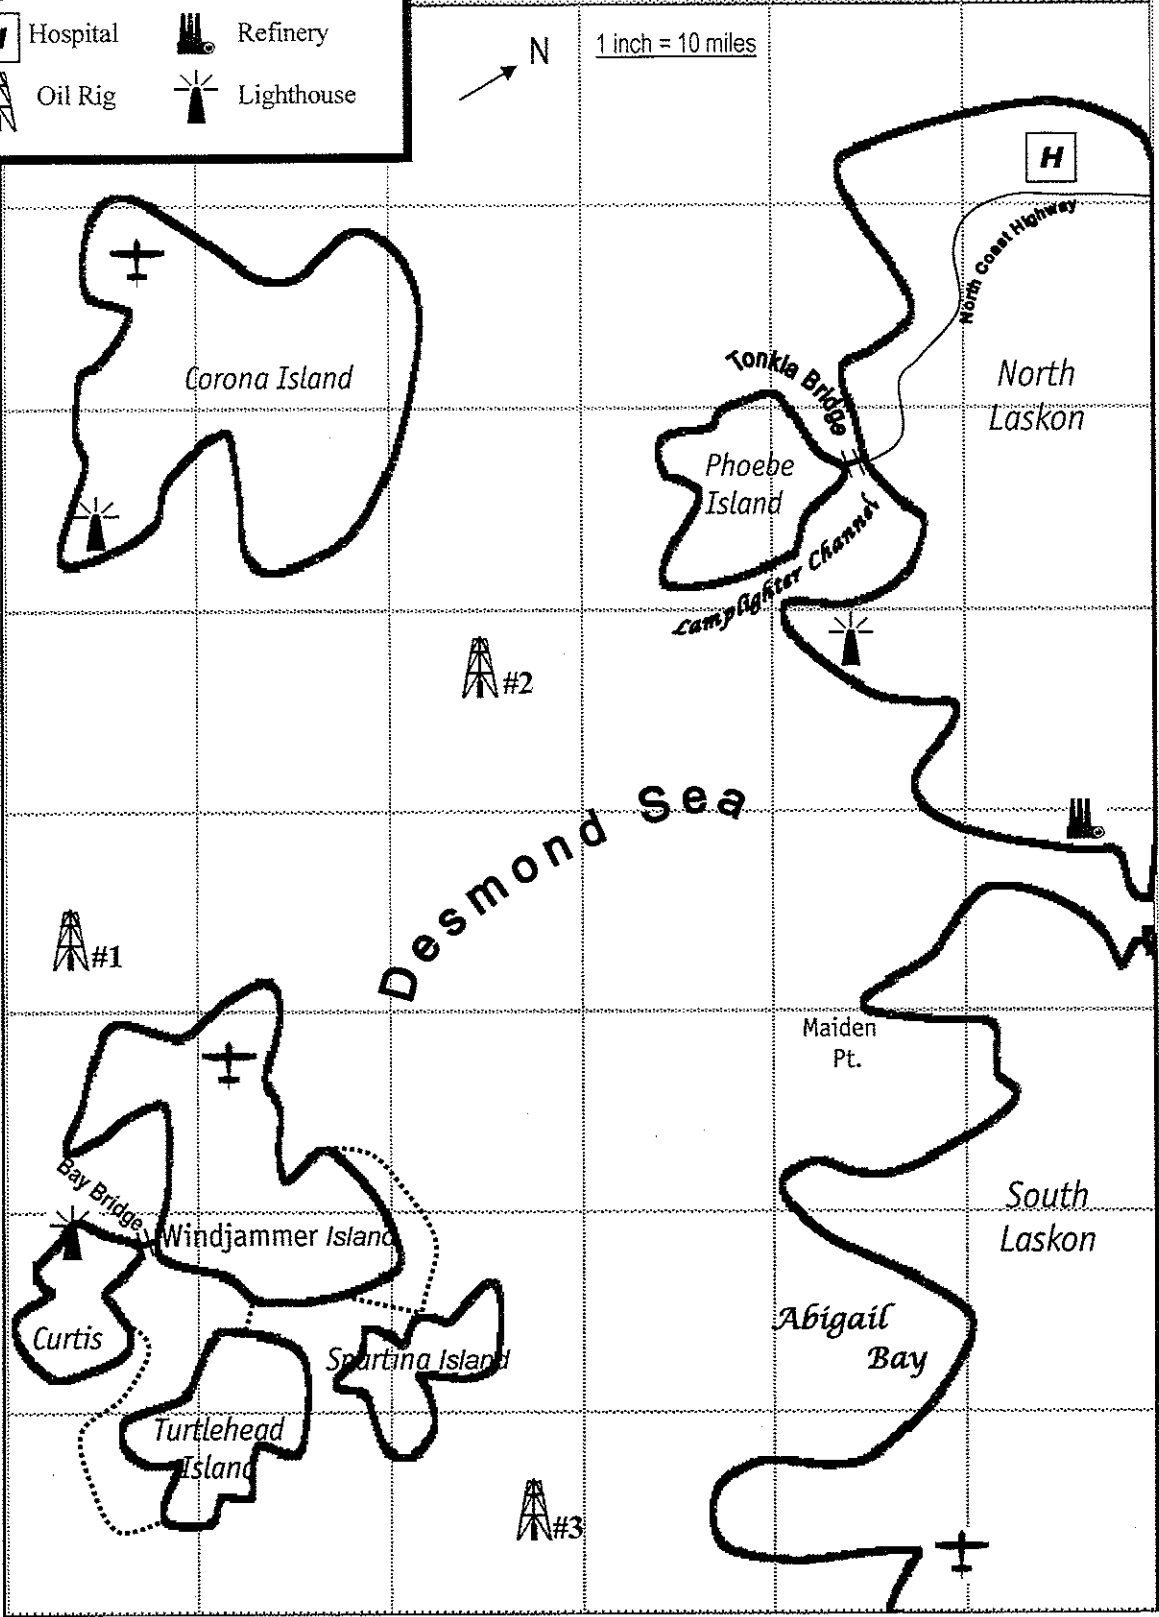 H Hospital
Refinery
Oil Rig
Lighthouse
N
1 inch = 10 miles
H
North Coast Highway
Corona Island
Tonkla Bridge
North
Laskon
Phoebe
Island
Lamplighter Channel
#2
Desmond Sea
#1
Maiden
Pt.
Bay Bridge
Windjammer Island
South
Laskon
Curtis
Abigail
Bay
Spartina Island
Turtlehead
Island
#3